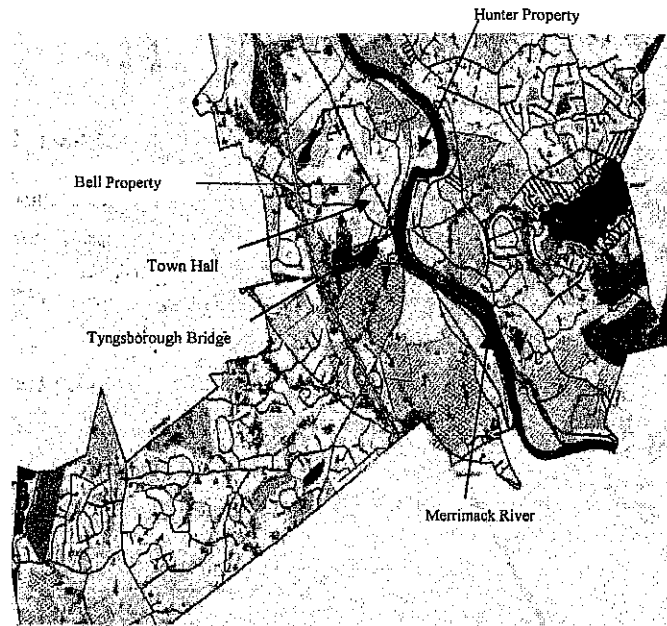 Hunter Property
Bell Property
Town Hall
Tyngsborough Bridge
Merrimack River